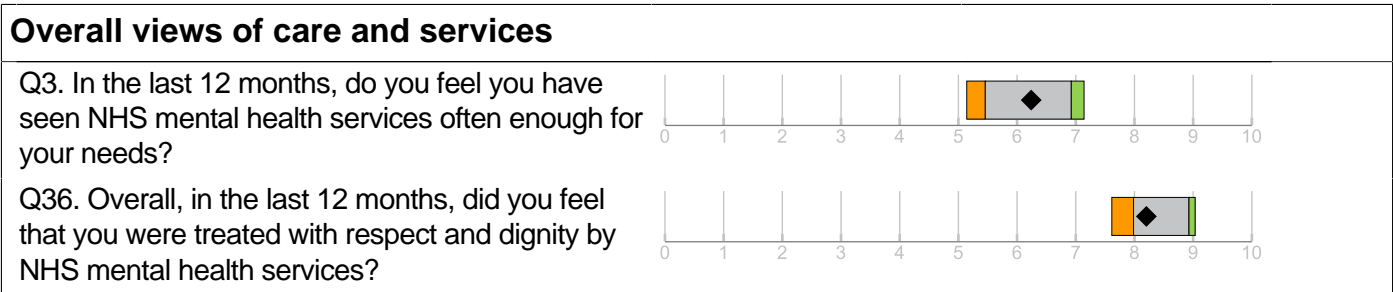 Overall views of care and services
Q3. In the last 12 months, do you feel you have
seen NHS mental health services often enough for
your needs?
0 1 2 3 4 5 6 7 8 9 10
Q36. Overall, in the last 12 months, did you feel
that you were treated with respect and dignity by
NHS mental health services?
0 1 2 3 4 5 6 7 8 9 10